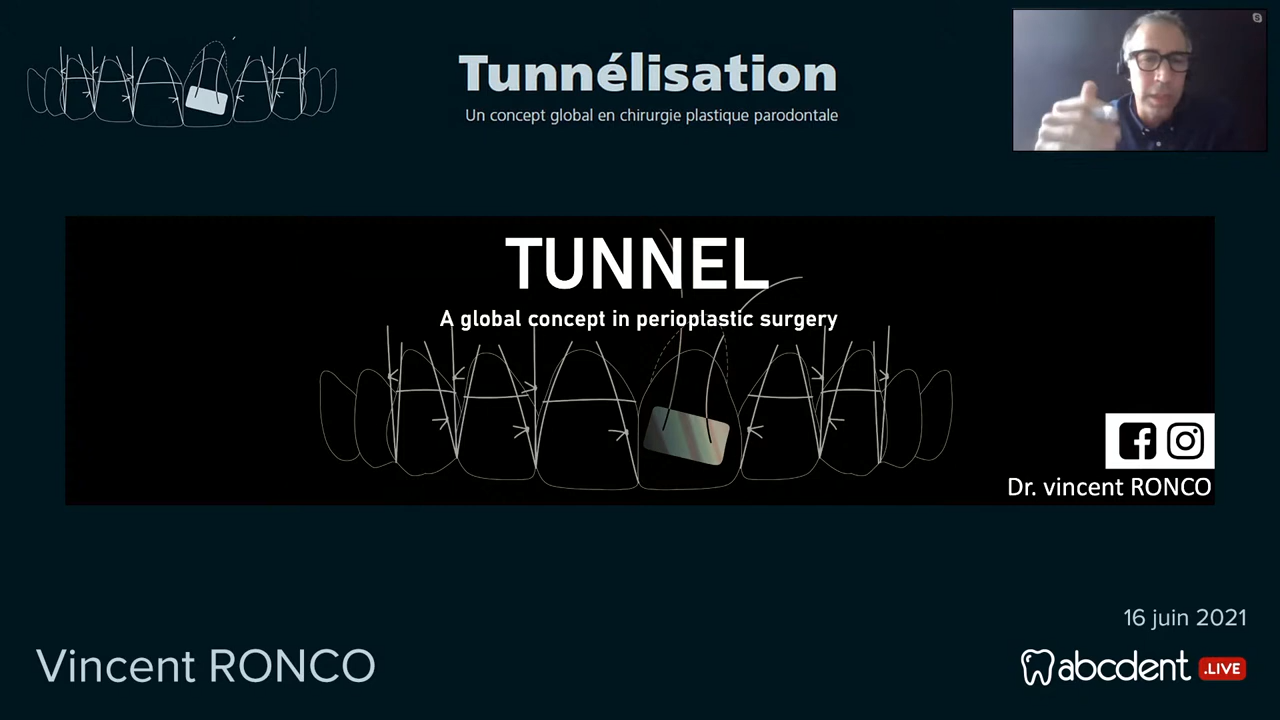 Tunnélisation
Un concept global en chirurgie plastique parodontale
TUNNEL
A global concept in perioplastic surgery
Dr. vincent RONCO
16 juin 2021
Vincent RONCO
abcdent .LIVE